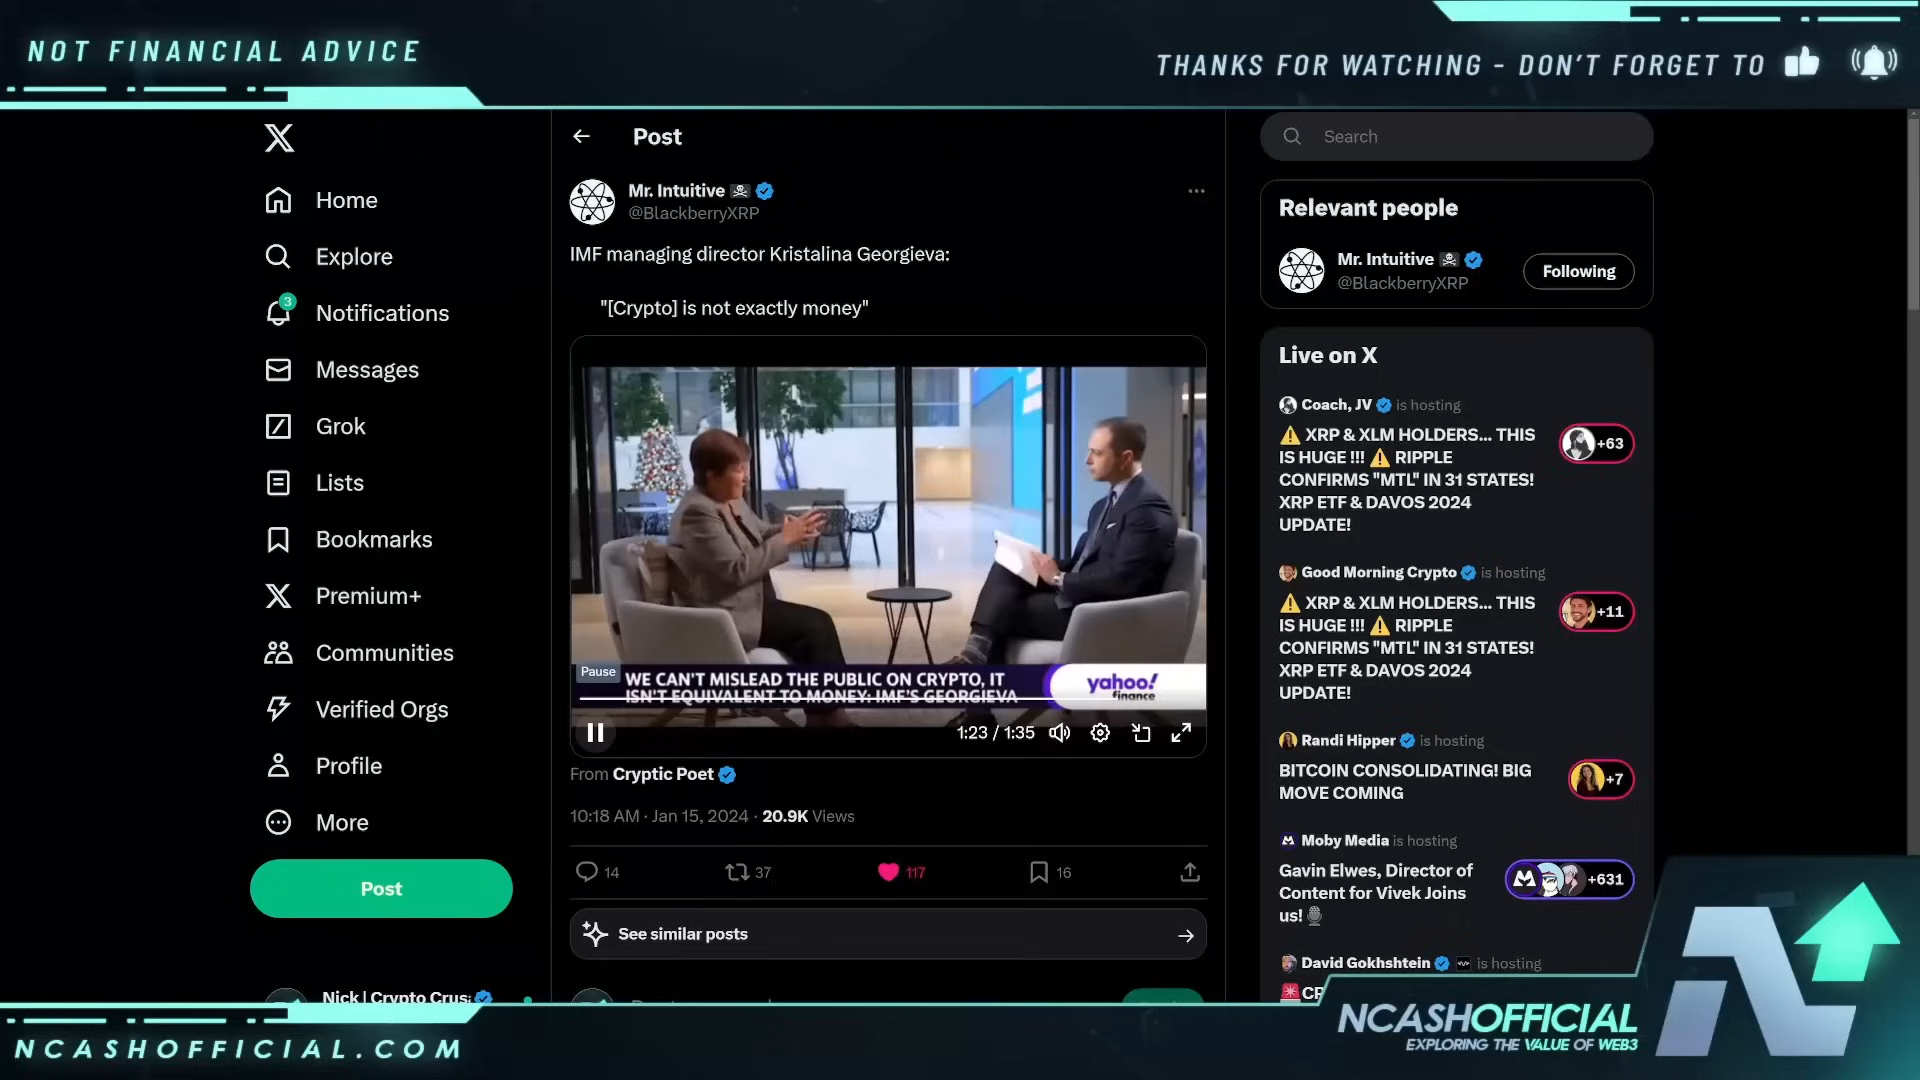 NOT FINANCIAL ADVICE
THANKS FOR WATCHING - DON'T FORGET TO
Home
Explore
3
Notifications
Messages
Grok
Lists
Bookmarks
Premium+
Communities
Verified Orgs
Profile
More
Post
Nick | Crypto Crus
Post
Mr. Intuitive
@BlackberryXRP
IMF managing director Kristalina Georgieva:
"[Crypto] is not exactly money"
Pause
WE CAN'T MISLEAD THE PUBLIC ON CRYPTO, IT
ISN'T EQUIVALENT TO MONEY: IMF'S GEORGIEVA
yahoo!
finance
1:23 / 1:35
From Cryptic Poet
10:18 AM · Jan 15, 2024 · 20.9K Views
14
37
117
16
See similar posts
Search
Relevant people
Mr. Intuitive
@BlackberryXRP
Following
Live on X
Coach, JV is hosting
⚠️ XRP & XLM HOLDERS... THIS
IS HUGE !!! ⚠️ RIPPLE
CONFIRMS "MTL" IN 31 STATES!
XRP ETF & DAVOS 2024
UPDATE!
+63
Good Morning Crypto is hosting
⚠️ XRP & XLM HOLDERS... THIS
IS HUGE !!! ⚠️ RIPPLE
CONFIRMS "MTL" IN 31 STATES!
XRP ETF & DAVOS 2024
UPDATE!
+11
Randi Hipper is hosting
BITCOIN CONSOLIDATING! BIG
MOVE COMING
+7
Moby Media is hosting
Gavin Elwes, Director of
Content for Vivek Joins
us!
+631
David Gokhshtein is hosting
NCASHOFFICIAL.COM
NCASHOFFICIAL
EXPLORING THE VALUE OF WEB3